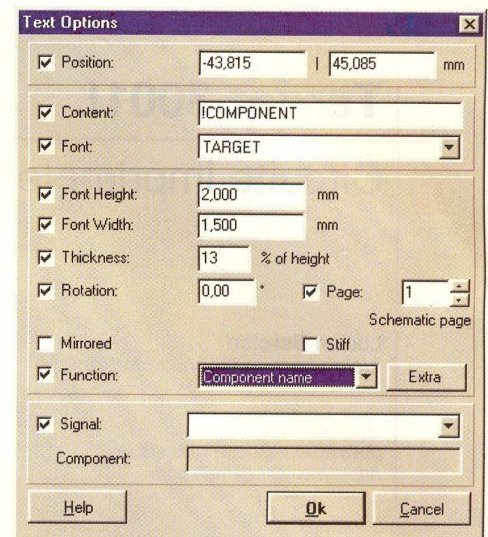 Text Options
Position: -43,815 | 45,085 mm
Content: !COMPONENT
Font: TARGET
Font Height: 2,000 mm
Font Width: 1,500 mm
Thickness: 13 % of height
Rotation: 0,00 ° Page: 1
Schematic page
Mirrored Stiff
Function: Component name Extra
Signal:
Component:
Help Ok Cancel